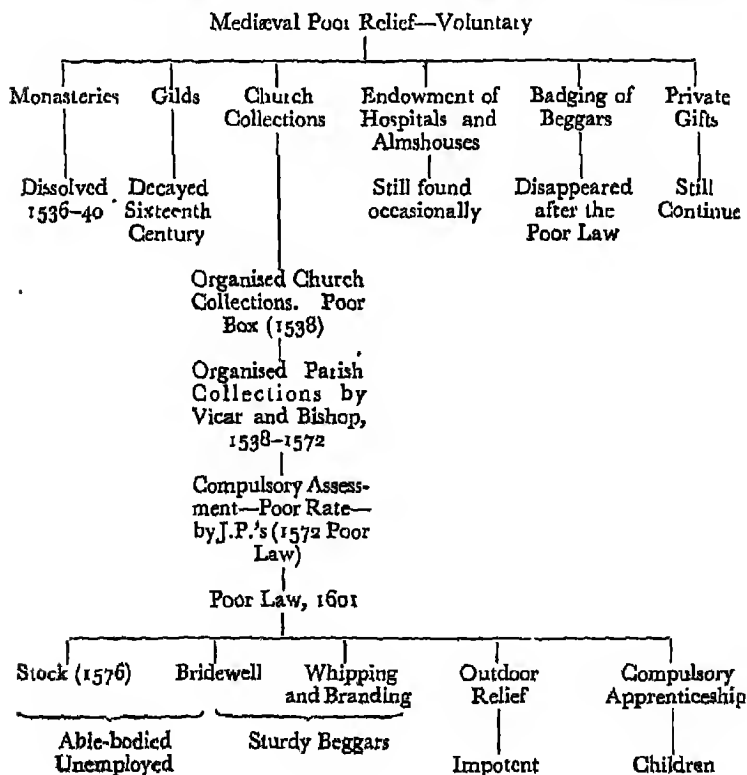 Mediæval Poor Relief—Voluntary
Monasteries Gilds Church Collections Endowment of Hospitals and Almshouses Badging of Beggars Private Gifts
Dissolved 1536-40 Decayed Sixteenth Century Still found occasionally Disappeared after the Poor Law Still Continue
Organised Church
Collections. Poor
Box (1538)
Organised Parish
Collections by
Vicar and Bishop,
1538-1572
Compulsory Assess-
ment—Poor Rate—
by J.P.'s (1572 Poor
Law)
Poor Law, 1601
Stock (1576) Bridewell Whipping and Branding Outdoor Relief Compulsory Apprenticeship
Able-bodied Unemployed Sturdy Beggars Impotent Children